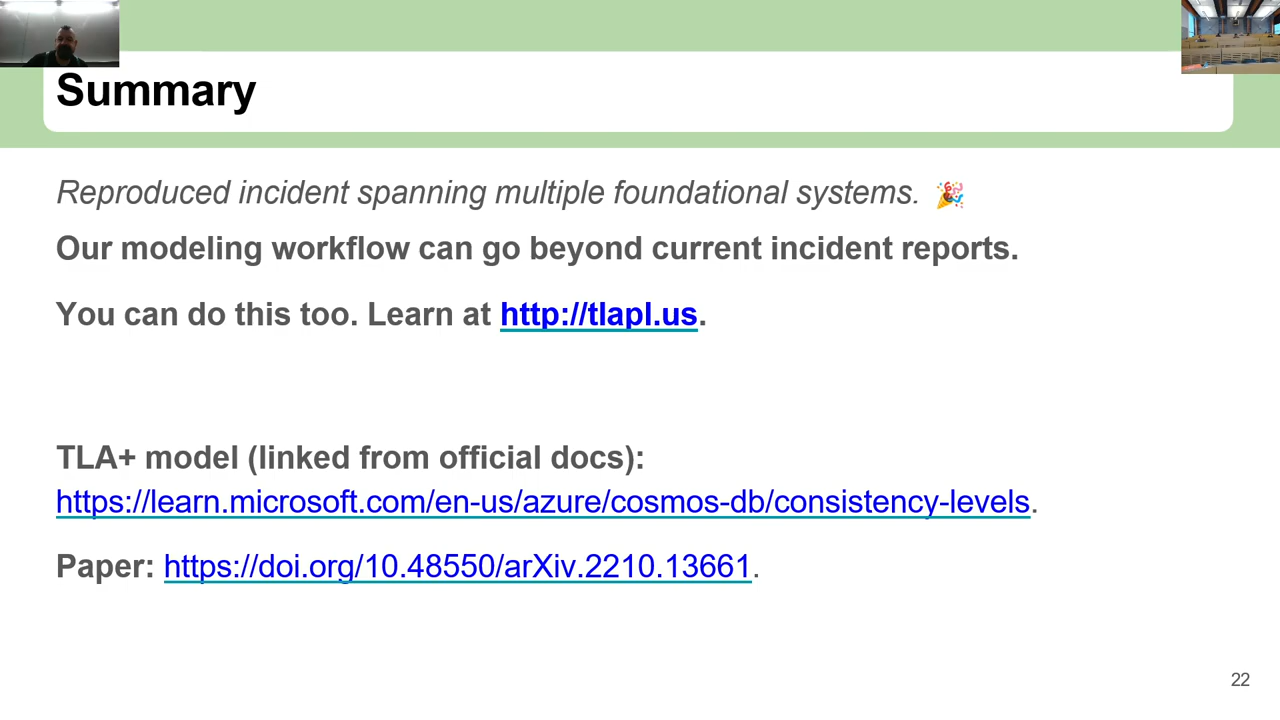 Summary
Reproduced incident spanning multiple foundational systems. 🎉
Our modeling workflow can go beyond current incident reports.
You can do this too. Learn at http://tlapl.us.
TLA+ model (linked from official docs):
https://learn.microsoft.com/en-us/azure/cosmos-db/consistency-levels.
Paper: https://doi.org/10.48550/arXiv.2210.13661.
22